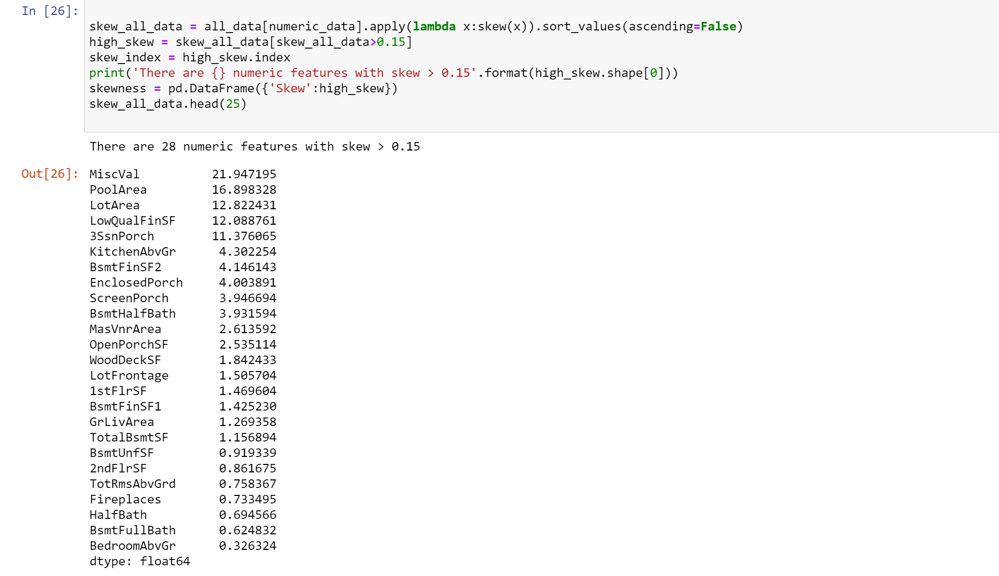 In [26]:
skew_all_data = all_data[numeric_data].apply(lambda x:skew(x)).sort_values(ascending=False)
high_skew = skew_all_data[skew_all_data>0.15]
skew_index = high_skew.index
print('There are {} numeric features with skew > 0.15'.format(high_skew.shape[0]))
skewness = pd.DataFrame({'Skew':high_skew})
skew_all_data.head(25)
There are 28 numeric features with skew > 0.15
Out[26]: MiscVal 21.947195
PoolArea 16.898328
LotArea 12.822431
LowQualFinSF 12.088761
3SsnPorch 11.376065
KitchenAbvGr 4.302254
BsmtFinSF2 4.146143
EnclosedPorch 4.003891
ScreenPorch 3.946694
BsmtHalfBath 3.931594
MasVnrArea 2.613592
OpenPorchSF 2.535114
WoodDeckSF 1.842433
LotFrontage 1.505704
1stFlrSF 1.469604
BsmtFinSF1 1.425230
GrLivArea 1.269358
TotalBsmtSF 1.156894
BsmtUnfSF 0.919339
2ndFlrSF 0.861675
TotRmsAbvGrd 0.758367
Fireplaces 0.733495
HalfBath 0.694566
BsmtFullBath 0.624832
BedroomAbvGr 0.326324
dtype: float64